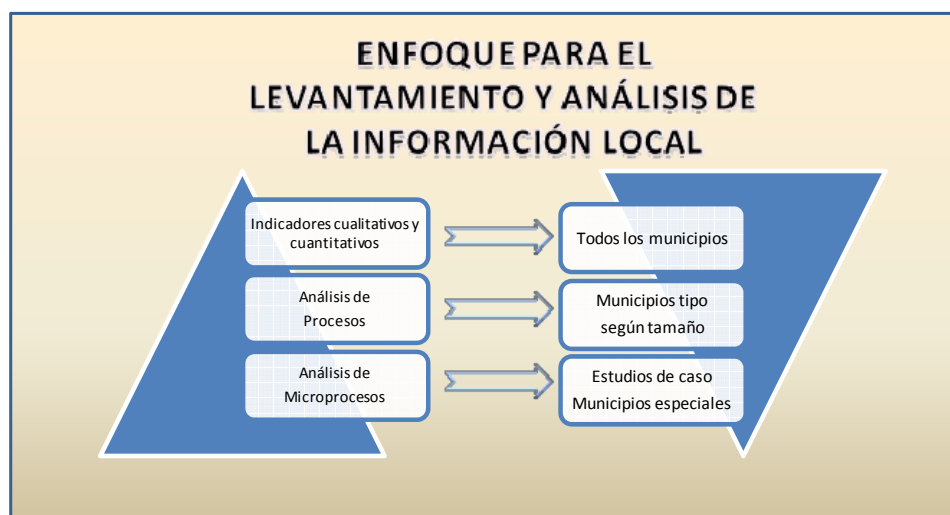 ENFOQUE PARA EL
LEVANTAMIENTO Y ANÁLISIS DE
LA INFORMACIÓN LOCAL
Indicadores cualitativos y
cuantitativos
Todos los municipios
Análisis de
Procesos
Municipios tipo
según tamaño
Análisis de
Microprocesos
Estudios de caso
Municipios especiales